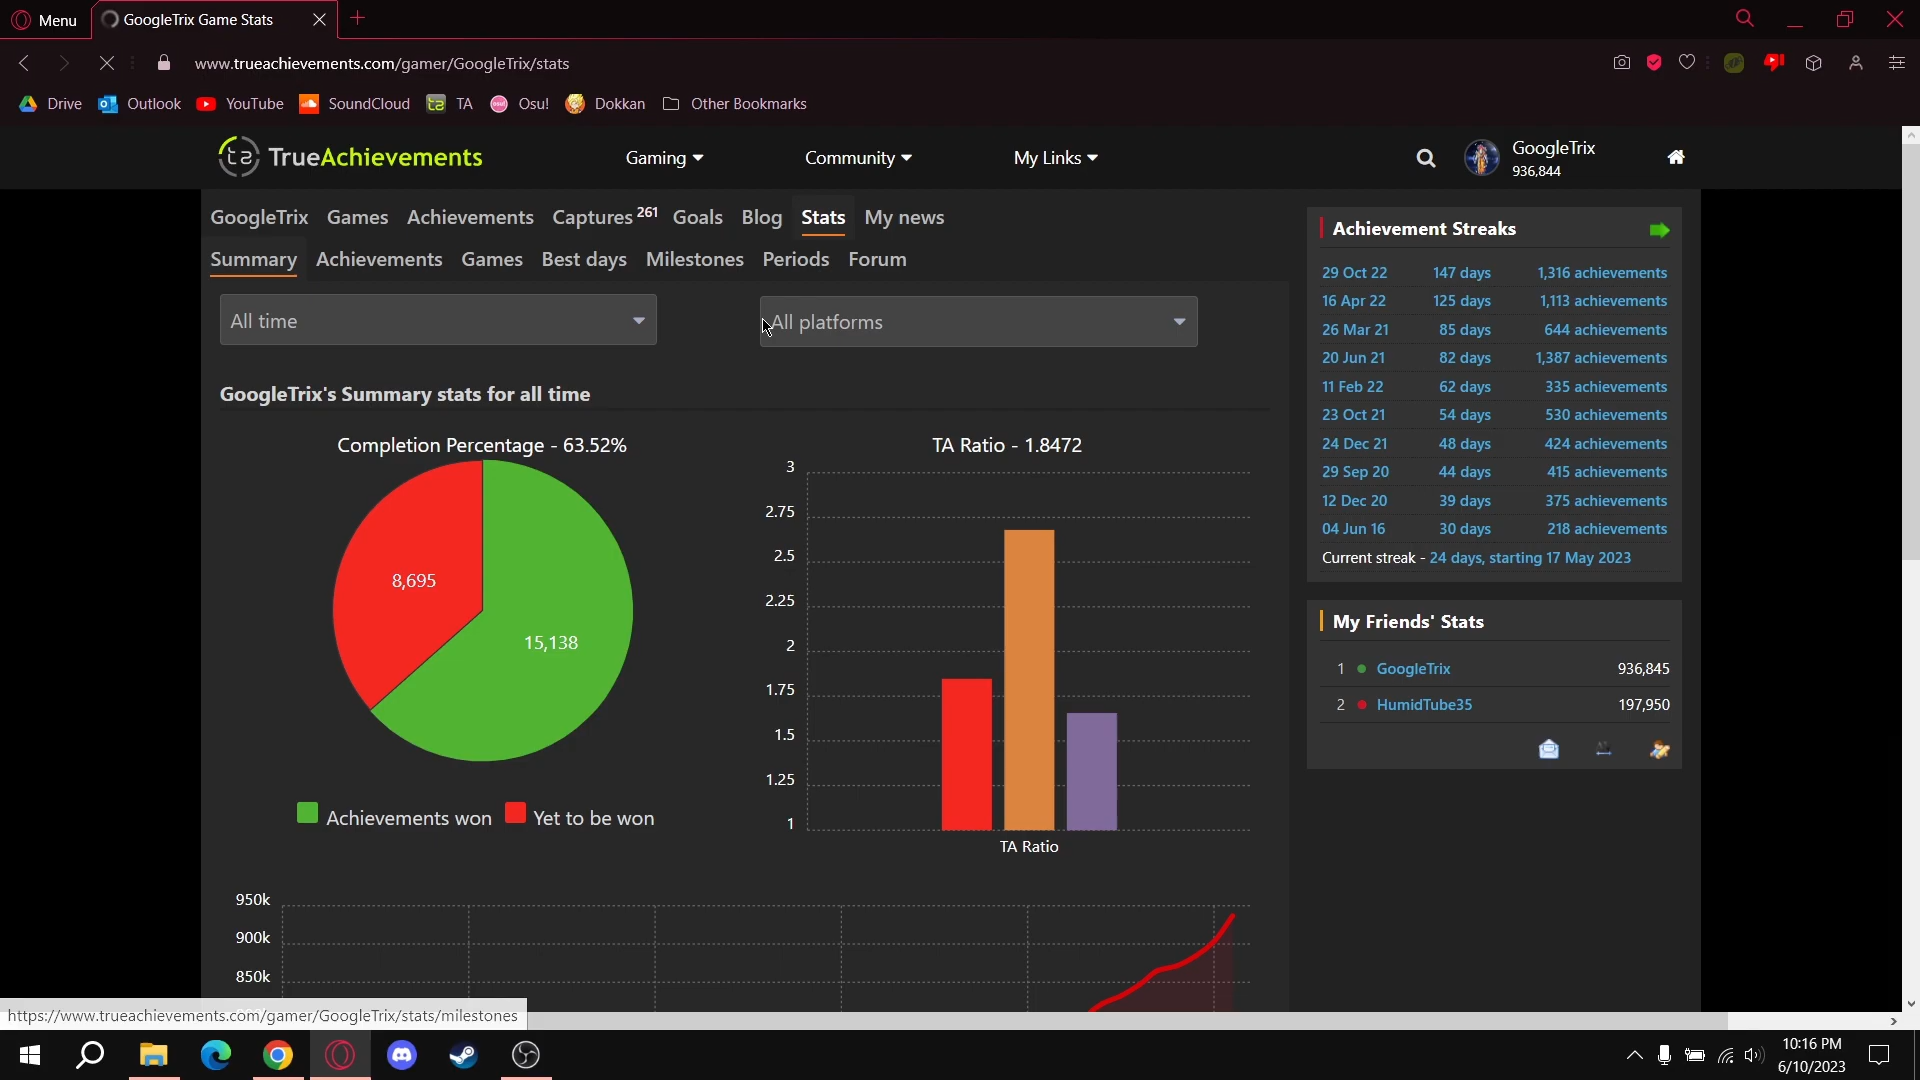 Menu
GoogleTrix Game Stats
www.trueachievements.com/gamer/GoogleTrix/stats
Drive Outlook YouTube SoundCloud TA Osu! Dokkan Other Bookmarks
TrueAchievements
Gaming Community My Links
GoogleTrix
936,844
GoogleTrix Games Achievements Captures 261 Goals Blog Stats My news
Summary Achievements Games Best days Milestones Periods Forum
All time
All platforms
GoogleTrix's Summary stats for all time
Completion Percentage - 63.52%
8,695
15,138
Achievements won Yet to be won
TA Ratio - 1.8472
3
2.75
2.5
2.25
2
1.75
1.5
1.25
1
TA Ratio
950k
900k
850k
Achievement Streaks
29 Oct 22 147 days 1,316 achievements
16 Apr 22 125 days 1,113 achievements
26 Mar 21 85 days 644 achievements
20 Jun 21 82 days 1,387 achievements
11 Feb 22 62 days 335 achievements
23 Oct 21 54 days 530 achievements
24 Dec 21 48 days 424 achievements
29 Sep 20 44 days 415 achievements
12 Dec 20 39 days 375 achievements
04 Jun 16 30 days 218 achievements
Current streak - 24 days, starting 17 May 2023
My Friends' Stats
1 GoogleTrix 936,845
2 HumidTube35 197,950
https://www.trueachievements.com/gamer/GoogleTrix/stats/milestones
10:16 PM
6/10/2023